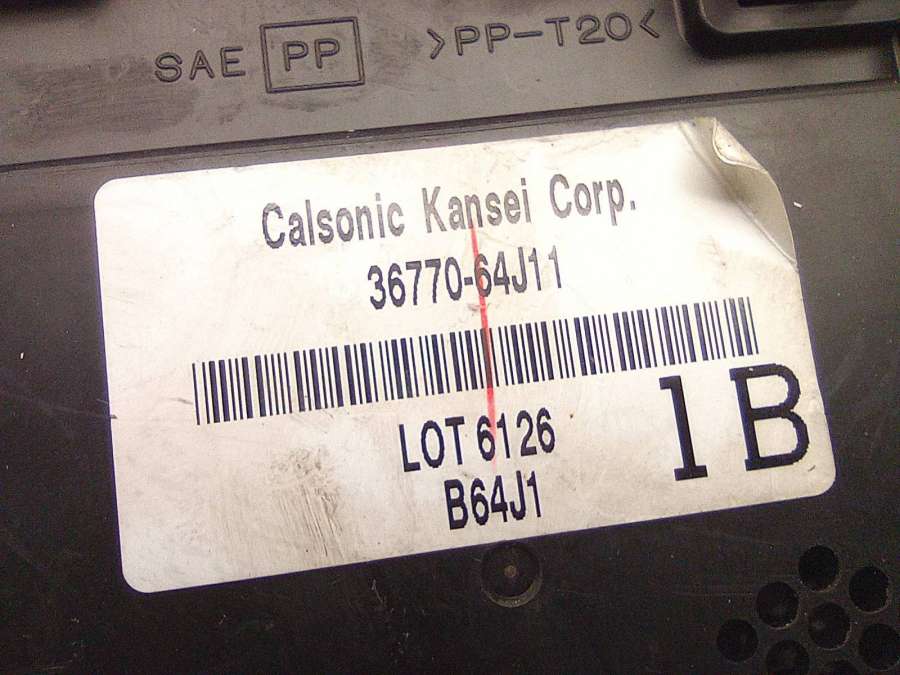 SAE PP >PP-T20<
Calsonic Kansei Corp.
36770-64J11
LOT 6126
B64J1
1B